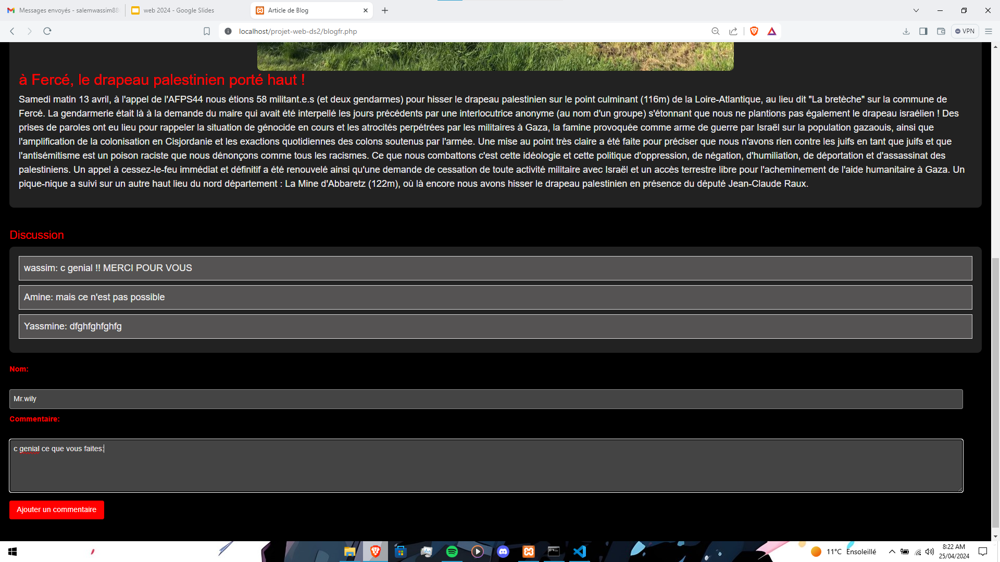 Messages envoyés - salemwassim88
web 2024 - Google Slides
Article de Blog
localhost/projet-web-ds2/blogfr.php
VPN
à Fercé, le drapeau palestinien porté haut !
Samedi matin 13 avril, à l'appel de l'AFPS44 nous étions 58 militant.e.s (et deux gendarmes) pour hisser le drapeau palestinien sur le point culminant (116m) de la Loire-Atlantique, au lieu dit "La bretèche" sur la commune de
Fercé. La gendarmerie était là à la demande du maire qui avait été interpellé les jours précédents par une interlocutrice anonyme (au nom d'un groupe) s'étonnant que nous ne plantions pas également le drapeau israélien ! Des
prises de paroles ont eu lieu pour rappeler la situation de génocide en cours et les atrocités perpétrées par les militaires à Gaza, la famine provoquée comme arme de guerre par Israël sur la population gazaouis, ainsi que
l'amplification de la colonisation en Cisjordanie et les exactions quotidiennes des colons soutenus par l'armée. Une mise au point très claire a été faite pour préciser que nous n'avons rien contre les juifs en tant que juifs et que
l'antisémitisme est un poison raciste que nous dénonçons comme tous les racismes. Ce que nous combattons c'est cette idéologie et cette politique d'oppression, de négation, d'humiliation, de déportation et d'assassinat des
palestiniens. Un appel à cessez-le-feu immédiat et définitif a été renouvelé ainsi qu'une demande de cessation de toute activité militaire avec Israël et un accès terrestre libre pour l'acheminement de l'aide humanitaire à Gaza. Un
pique-nique a suivi sur un autre haut lieu du nord département : La Mine d'Abbaretz (122m), où là encore nous avons hisser le drapeau palestinien en présence du député Jean-Claude Raux.
Discussion
wassim: c genial !! MERCI POUR VOUS
Amine: mais ce n'est pas possible
Yassmine: dfghfghfghfg
Nom:
Mr.wily
Commentaire:
c genial ce que vous faites:
Ajouter un commentaire
11°C Ensoleillé
8:22 AM
25/04/2024